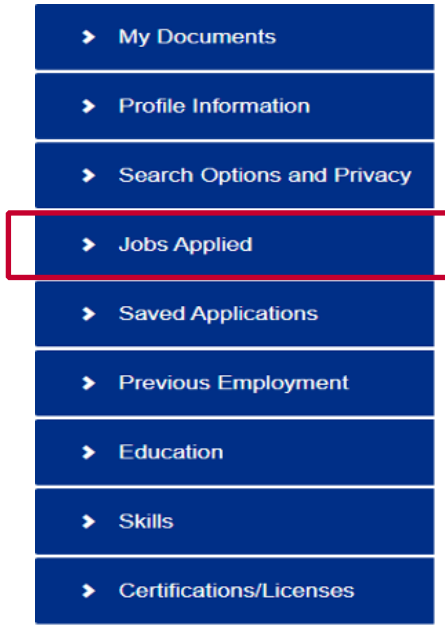 My Documents
Profile Information
Search Options and Privacy
Jobs Applied
Saved Applications
Previous Employment
Education
Skills
Certifications/Licenses